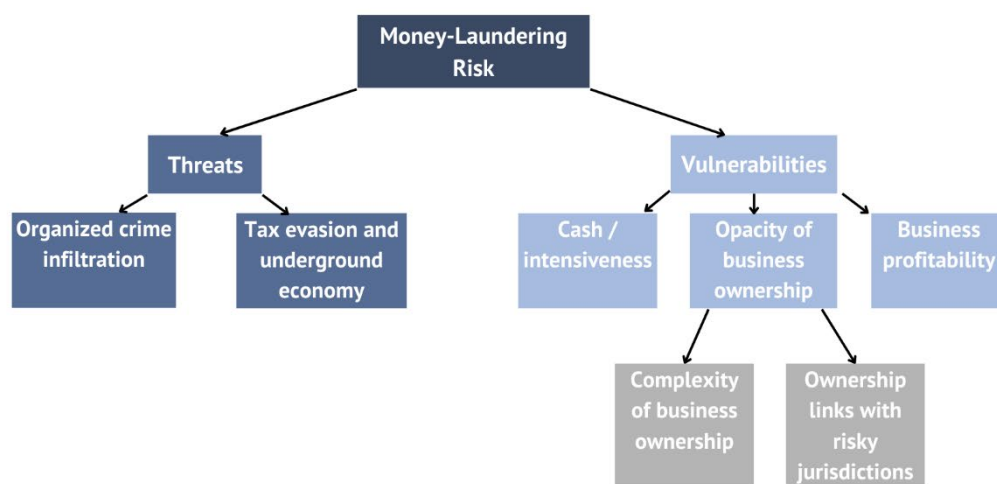 Money-Laundering
Risk
Threats
Vulnerabilities
Organized crime
infiltration
Tax evasion and
underground
economy
Cash /
intensiveness
Opacity of
business
ownership
Business
profitability
Complexity
of business
ownership
Ownership
links with
risky
jurisdictions